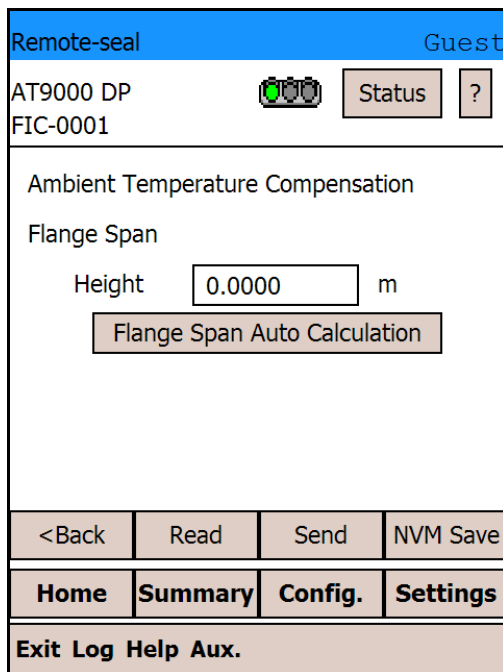 Remote-seal Guest
AT9000 DP Status ?
FIC-0001
Ambient Temperature Compensation
Flange Span
Height 0.0000 m
Flange Span Auto Calculation
<Back Read Send NVM Save
Home Summary Config. Settings
Exit Log Help Aux.